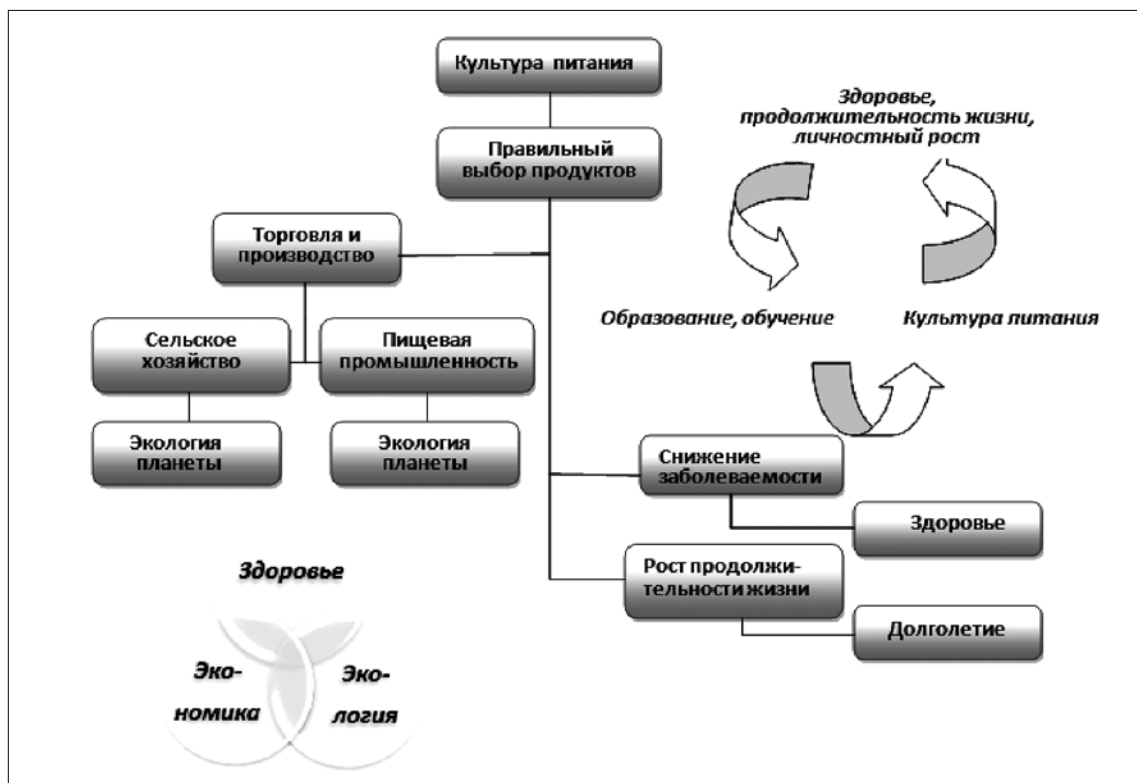 Культура питания
Правильный
выбор продуктов
Здоровье,
продолжительность жизни,
личностный рост
Торговля и
производство
Образование, обучение
Культура питания
Сельское
хозяйство
Пищевая
промышленность
Экология
планеты
Экология
планеты
Снижение
заболеваемости
Здоровье
Рост продолжи-
тельности жизни
Долголетие
Здоровье
Эко-
номика
Эко-
логия